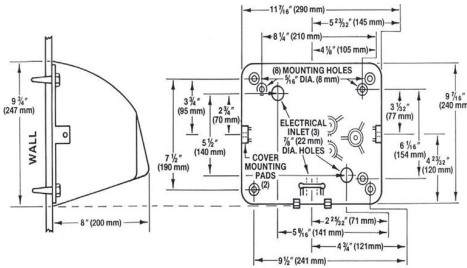 11 7/16" (290 mm)
5 23/32" (145 mm)
8 1/4" (210 mm)
4 1/8" (105 mm)
(8) MOUNTING HOLES
5/16" DIA. (8 mm)
9 3/4"
(247 mm)
WALL
8" (200 mm)
3 3/4"
(95 mm)
2 3/4"
(70 mm)
7 1/2"
(190 mm)
5 1/2"
(140 mm)
ELECTRICAL
INLET (3)
7/8" (22 mm)
DIA. HOLES
COVER
MOUNTING
PADS
(2)
3 1/32"
(77 mm)
6 1/16"
(154 mm)
9 7/16"
(240 mm)
4 23/32"
(120 mm)
2 25/32" (71 mm)
5 9/16" (141 mm)
4 3/4" (121mm)
9 1/2" (241 mm)